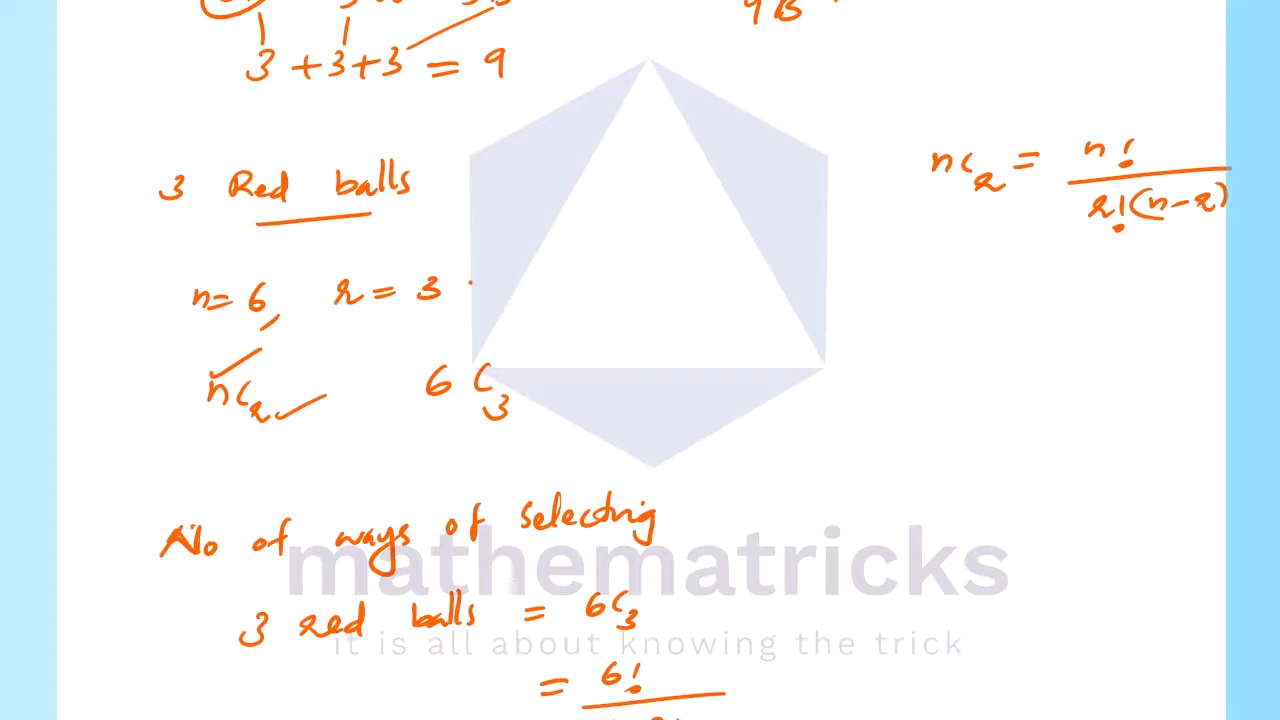 3 + 3 + 3 = 9
3 Red balls
nCr = n! / r!(n-r)
n = 6, r = 3
nCr 6C3
No of ways of selecting
mathematricks
3 red balls = 6C3
it is all about knowing the trick
= 6!